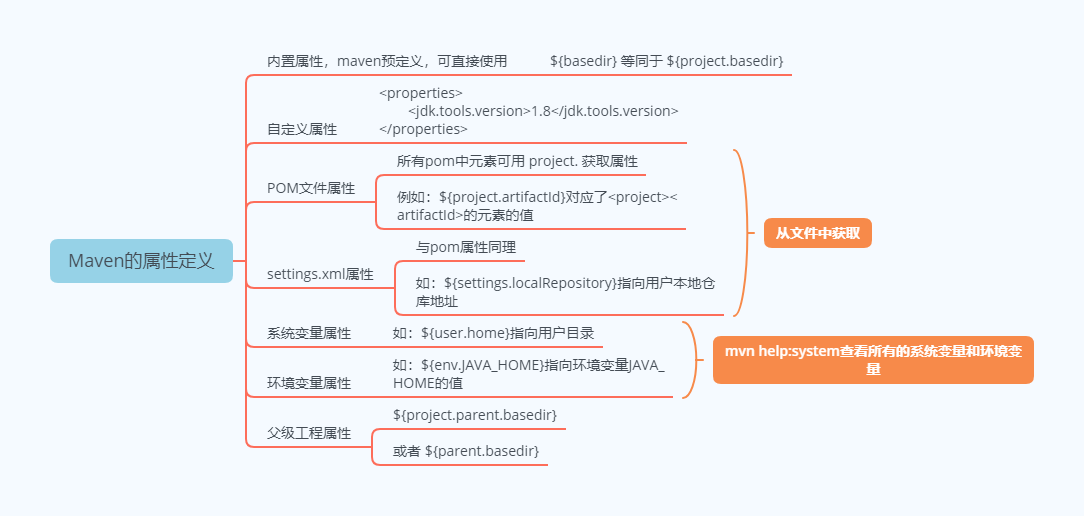 Maven的属性定义
内置属性，maven预定义，可直接使用
${basedir} 等同于 ${project.basedir}
自定义属性
<properties>
<jdk.tools.version>1.8</jdk.tools.version>
</properties>
POM文件属性
所有pom中元素可用 project. 获取属性
例如：${project.artifactId}对应了<project><
artifactId>的元素的值
settings.xml属性
与pom属性同理
如：${settings.localRepository}指向用户本地仓
库地址
从文件中获取
系统变量属性
如：${user.home}指向用户目录
环境变量属性
如：${env.JAVA_HOME}指向环境变量JAVA_
HOME的值
mvn help:system查看所有的系统变量和环境变
量
父级工程属性
${project.parent.basedir}
或者 ${parent.basedir}